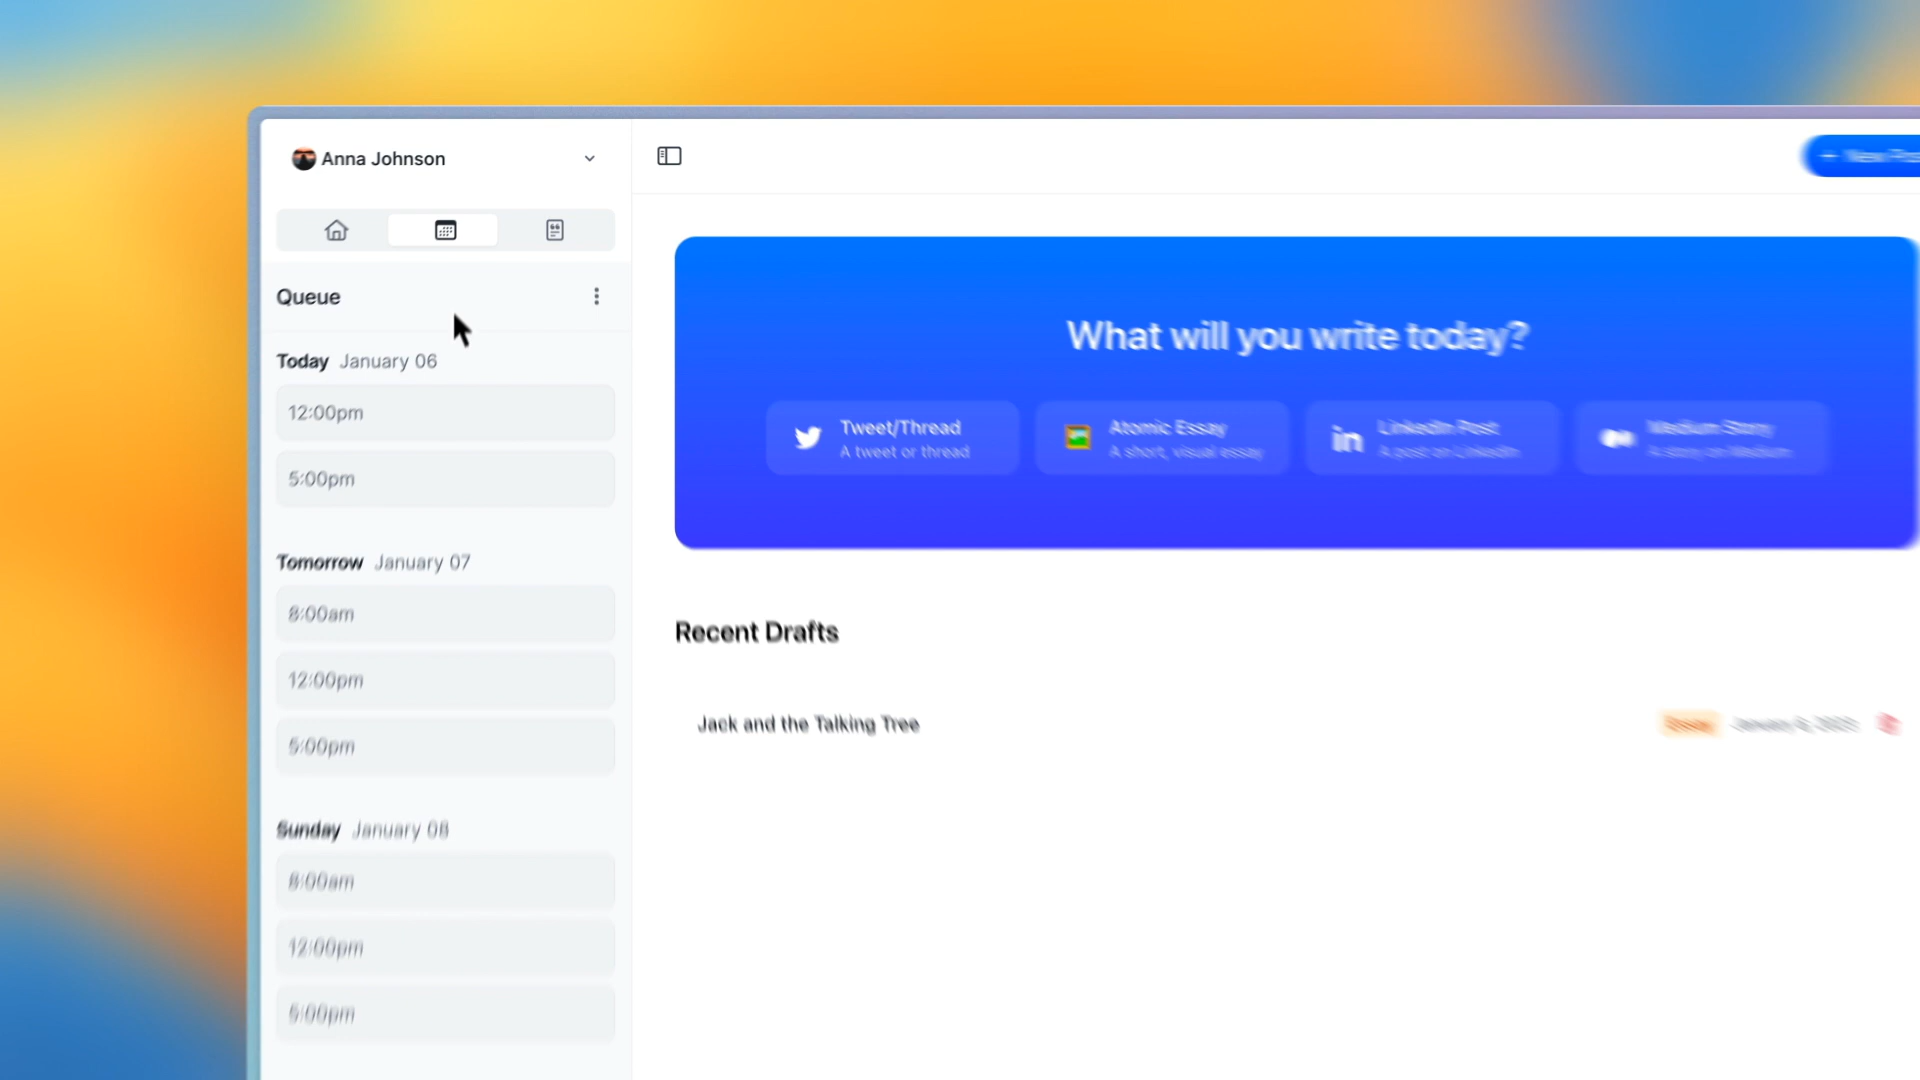 Anna Johnson
+ New Pos
Queue
Today January 06
12:00pm
5:00pm
Tomorrow January 07
8:00am
12:00pm
5:00pm
Sunday January 08
8:00am
12:00pm
5:00pm
What will you write today?
Tweet/Thread
A tweet or thread
Atomic Essay
A short, visual essay
LinkedIn Post
A post on LinkedIn
Medium Story
A story on Medium
Recent Drafts
Jack and the Talking Tree